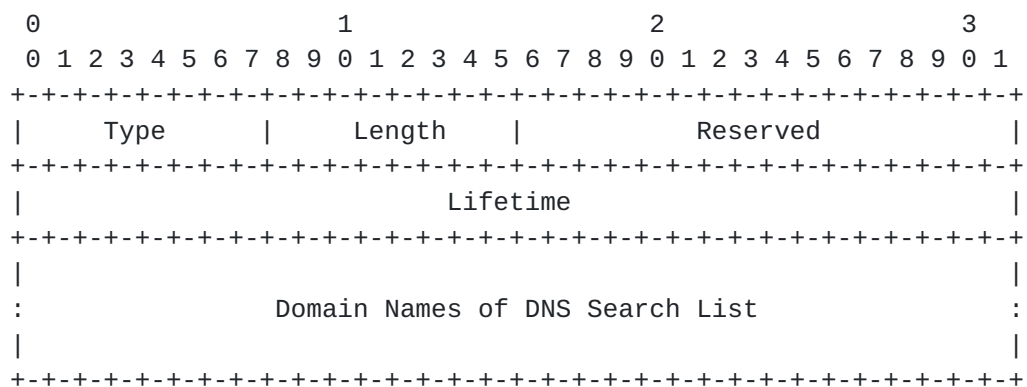 0                   1                   2                   3
 0 1 2 3 4 5 6 7 8 9 0 1 2 3 4 5 6 7 8 9 0 1 2 3 4 5 6 7 8 9 0 1
+-+-+-+-+-+-+-+-+-+-+-+-+-+-+-+-+-+-+-+-+-+-+-+-+-+-+-+-+-+-+-+-+
|     Type      |     Length    |           Reserved            |
+-+-+-+-+-+-+-+-+-+-+-+-+-+-+-+-+-+-+-+-+-+-+-+-+-+-+-+-+-+-+-+-+
|                           Lifetime                            |
+-+-+-+-+-+-+-+-+-+-+-+-+-+-+-+-+-+-+-+-+-+-+-+-+-+-+-+-+-+-+-+-+
|                                                               |
:                Domain Names of DNS Search List                :
|                                                               |
+-+-+-+-+-+-+-+-+-+-+-+-+-+-+-+-+-+-+-+-+-+-+-+-+-+-+-+-+-+-+-+-+